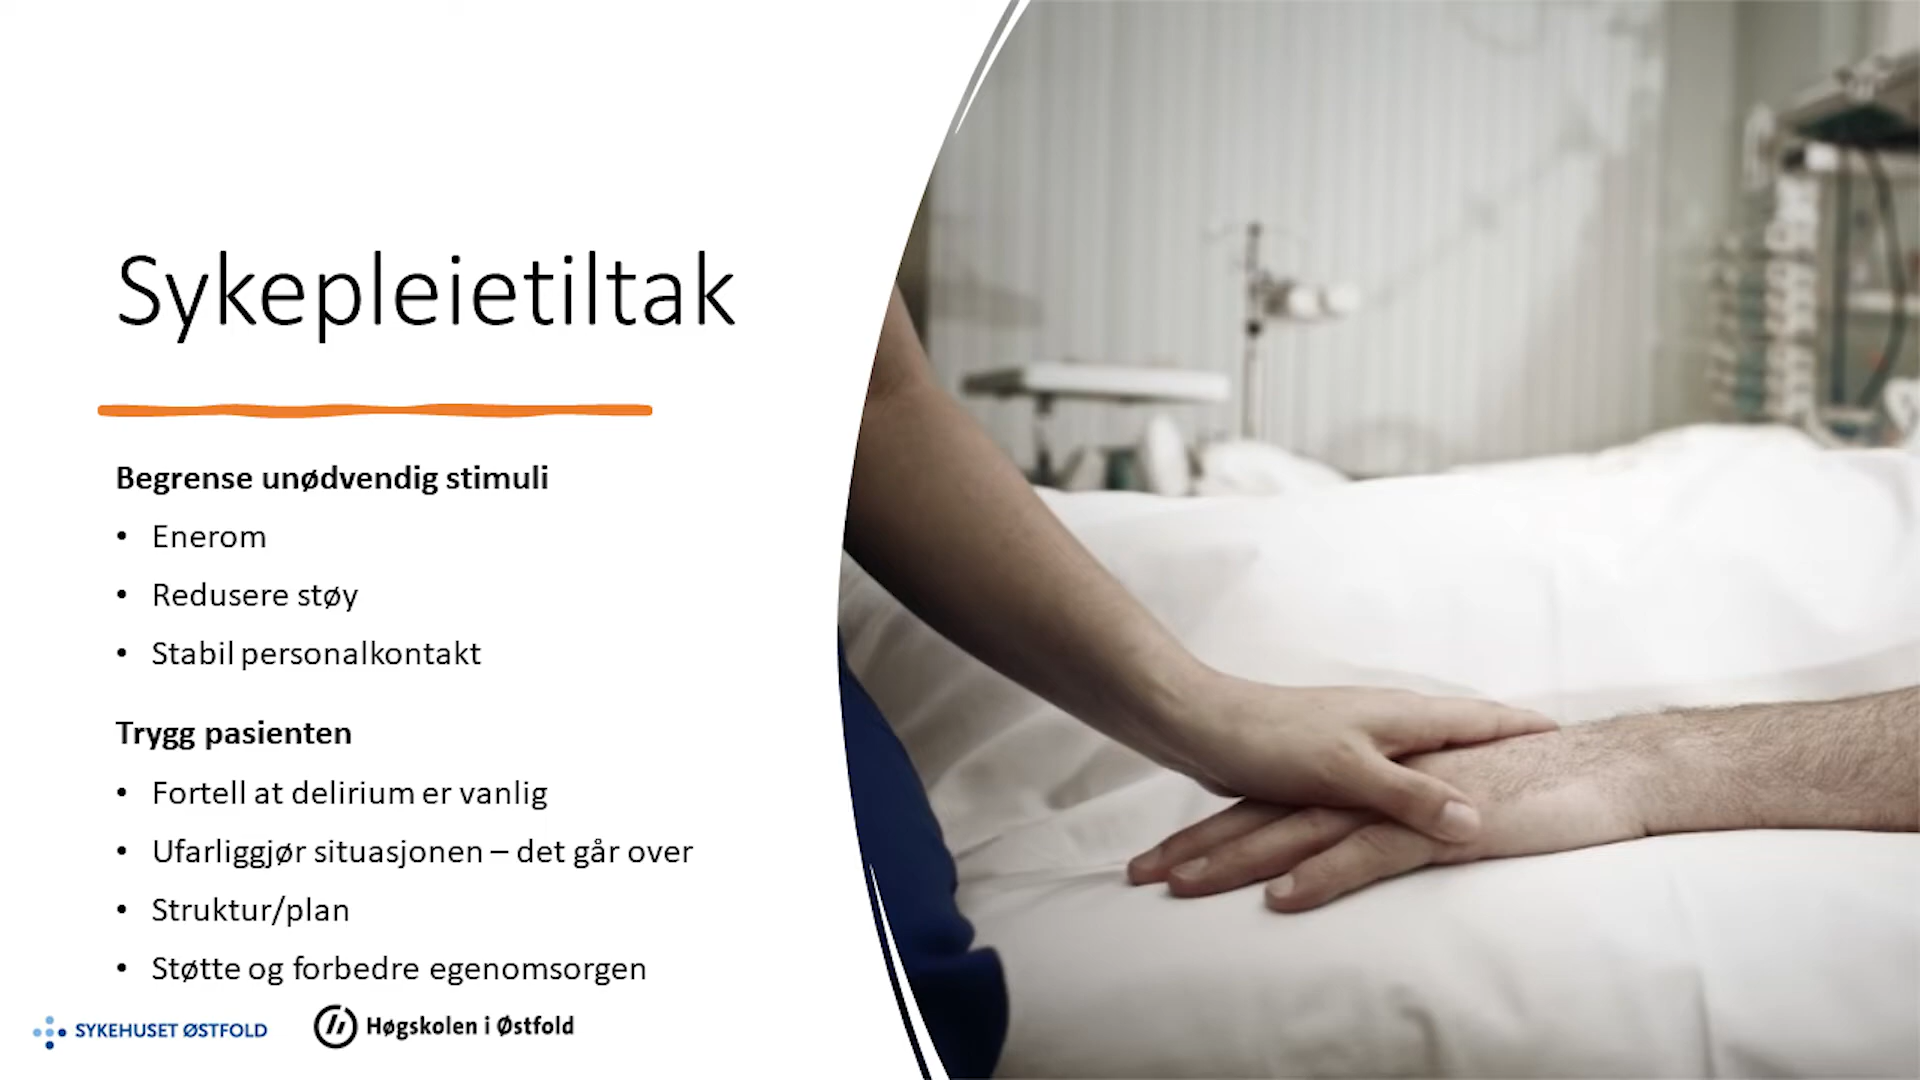 Sykepleietiltak
Begrense unødvendig stimuli
• Enerom
• Redusere støy
• Stabil personalkontakt
Trygg pasienten
• Fortell at delirium er vanlig
• Ufarliggjør situasjonen – det går over
• Struktur/plan
• Støtte og forbedre egenomsorgen
SYKEHUSET ØSTFOLD
Høgskolen i Østfold